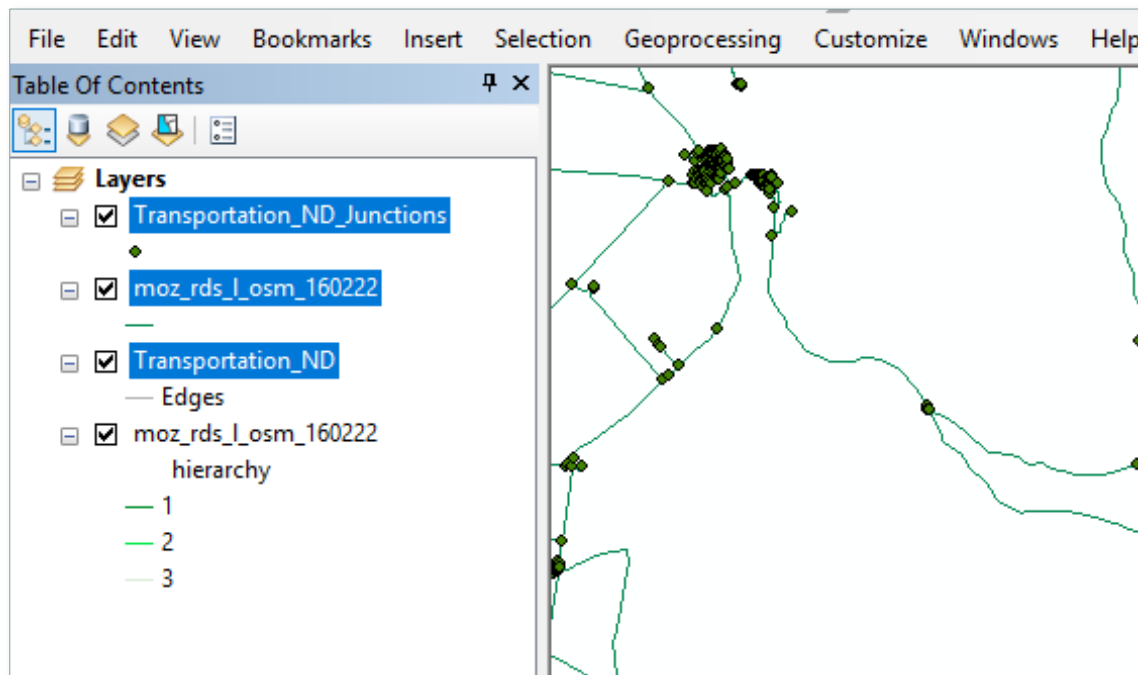 File Edit View Bookmarks Insert Selection Geoprocessing Customize Windows Help
Table Of Contents
Layers
Transportation_ND_Junctions
moz_rds_l_osm_160222
Transportation_ND
Edges
moz_rds_l_osm_160222
hierarchy
1
2
3